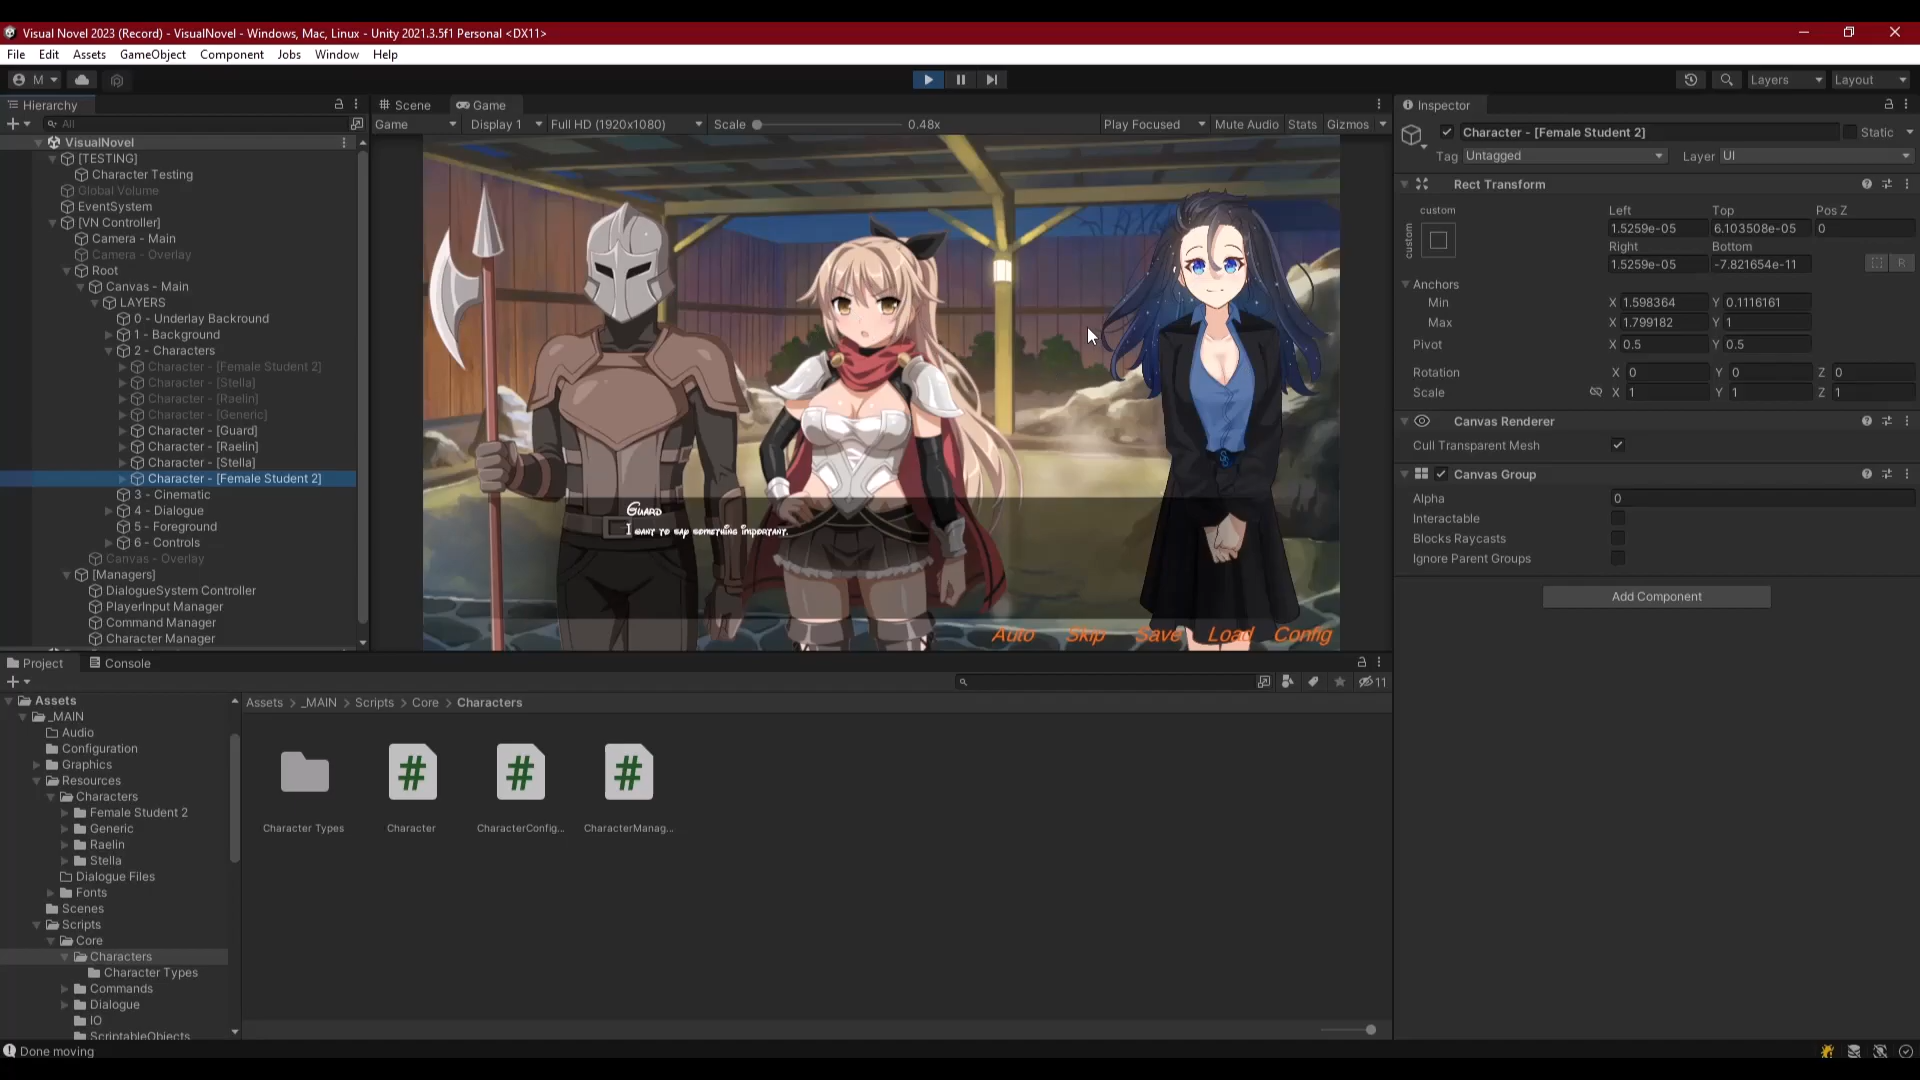 Visual Novel 2023 (Record) - VisualNovel - Windows, Mac, Linux - Unity 2021.3.5f1 Personal <DX11>
File Edit Assets GameObject Component Jobs Window Help
M Layers Layout
Hierarchy
All
VisualNovel
[TESTING]
Character Testing
Global Volume
EventSystem
[VN Controller]
Camera - Main
Camera - Overlay
Root
Canvas - Main
LAYERS
0 - Underlay Backround
1 - Background
2 - Characters
Character - [Female Student 2]
Character - [Stella]
Character - [Raelin]
Character - [Generic]
Character - [Guard]
Character - [Raelin]
Character - [Stella]
Character - [Female Student 2]
3 - Cinematic
4 - Dialogue
5 - Foreground
6 - Controls
Canvas - Overlay
[Managers]
DialogueSystem Controller
PlayerInput Manager
Command Manager
Character Manager
Scene Game
Game Display 1 Full HD (1920x1080) Scale 0.48x Play Focused Mute Audio Stats Gizmos
Guard
I want to say something important.
Auto Skip Save Load Config
Inspector
Character - [Female Student 2] Static
Tag Untagged Layer UI
Rect Transform
custom
custom
Left Top Pos Z
1.5259e-05 6.103508e-05 0
Right Bottom
1.5259e-05 -7.821654e-11 R
Anchors
Min X 1.598364 Y 0.1116161
Max X 1.799182 Y 1
Pivot X 0.5 Y 0.5
Rotation X 0 Y 0 Z 0
Scale X 1 Y 1 Z 1
Canvas Renderer
Cull Transparent Mesh
Canvas Group
Alpha 0
Interactable
Blocks Raycasts
Ignore Parent Groups
Add Component
Project Console
11
Assets
_MAIN
Audio
Configuration
Graphics
Resources
Characters
Female Student 2
Generic
Raelin
Stella
Dialogue Files
Fonts
Scenes
Scripts
Core
Characters
Character Types
Commands
Dialogue
IO
ScriptableObjects
Assets > _MAIN > Scripts > Core > Characters
# # #
Character Types Character CharacterConfig... CharacterManag...
Done moving